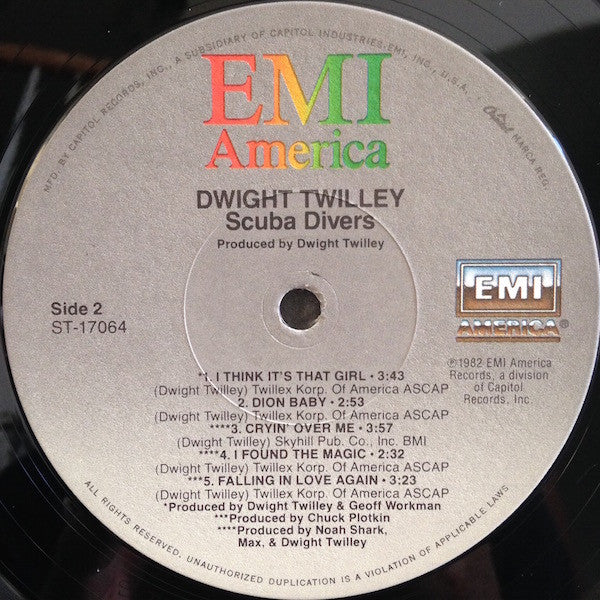 MFD. BY CAPITOL RECORDS, INC., A SUBSIDIARY OF CAPITOL INDUSTRIES-EMI, INC., U.S.A.
Capitol MARCA REG.
EMI
America
DWIGHT TWILLEY
Scuba Divers
Produced by Dwight Twilley
Side 2
ST-17064
EMI
AMERICA®
℗1982 EMI America
Records, a division
of Capitol
Records, Inc.
*1. I THINK IT'S THAT GIRL • 3:43
(Dwight Twilley) Twillex Korp. Of America ASCAP
2. DION BABY • 2:53
(Dwight Twilley) Twillex Korp. Of America ASCAP
****3. CRYIN' OVER ME • 3:57
(Dwight Twilley) Skyhill Pub. Co., Inc. BMI
****4. I FOUND THE MAGIC • 2:32
(Dwight Twilley) Twillex Korp. Of America ASCAP
***5. FALLING IN LOVE AGAIN • 3:23
(Dwight Twilley) Twillex Korp. Of America ASCAP
*Produced by Dwight Twilley & Geoff Workman
***Produced by Chuck Plotkin
****Produced by Noah Shark,
Max, & Dwight Twilley
ALL RIGHTS RESERVED. UNAUTHORIZED DUPLICATION IS A VIOLATION OF APPLICABLE LAWS